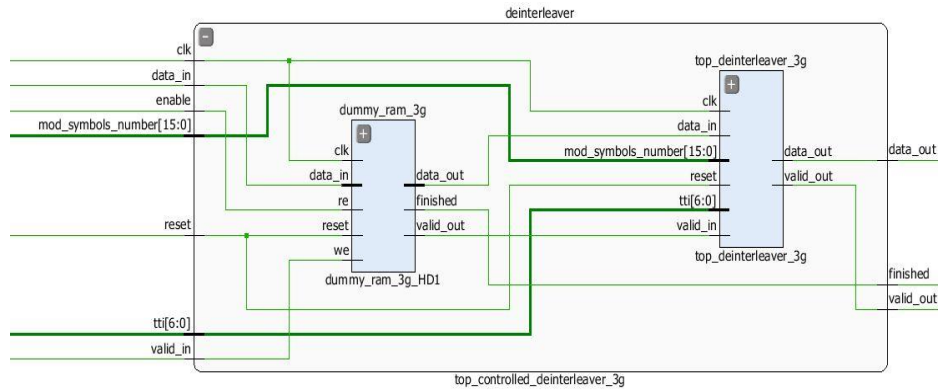 deinterleaver
clk
data_in
enable
mod_symbols_number[15:0]
reset
tti[6:0]
valid_in
dummy_ram_3g
clk
data_in
re
reset
we
data_out
finished
valid_out
dummy_ram_3g_HD1
top_deinterleaver_3g
clk
data_in
mod_symbols_number[15:0]
reset
tti[6:0]
valid_in
data_out
valid_out
top_deinterleaver_3g
data_out
finished
valid_out
top_controlled_deinterleaver_3g